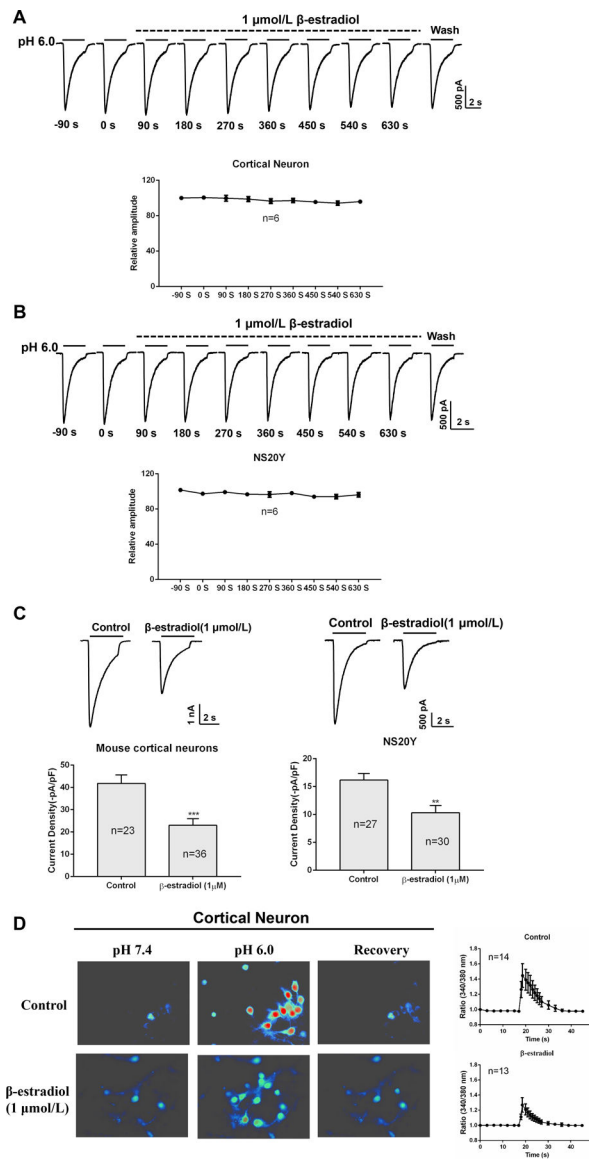 A
1 μmol/L β-estradiol
Wash
pH 6.0
500 pA
2 s
-90 s 0 s 90 s 180 s 270 s 360 s 450 s 540 s 630 s
Cortical Neuron
Relative amplitude
120
80
40
0
n=6
-90 S 0 S 90 S 180 S 270 S 360 S 450 S 540 S 630 S
B
1 μmol/L β-estradiol
Wash
pH 6.0
500 pA
2 s
-90 s 0 s 90 s 180 s 270 s 360 s 450 s 540 s 630 s
NS20Y
Relative amplitude
120
80
40
0
n=6
-90 S 0 S 90 S 180 S 270 S 360 S 450 S 540 S 630 S
C
Control β-estradiol(1 μmol/L)
1 nA
2 s
Mouse cortical neurons
Current Density(-pA/pF)
50
40
30
20
10
0
n=23
***
n=36
Control β-estradiol (1μM)
Control β-estradiol(1 μmol/L)
500 pA
2 s
NS20Y
Current Density(-pA/pF)
20
15
10
5
0
n=27
**
n=30
Control β-estradiol (1μM)
D
Cortical Neuron
pH 7.4 pH 6.0 Recovery
Control
β-estradiol
(1 μmol/L)
Control
n=14
Ratio (340/380 nm)
1.8
1.6
1.4
1.2
1.0
0 10 20 30 40 50
Time (s)
β-estradiol
n=13
Ratio (340/380 nm)
1.8
1.6
1.4
1.2
1.0
0 10 20 30 40 50
Time (s)